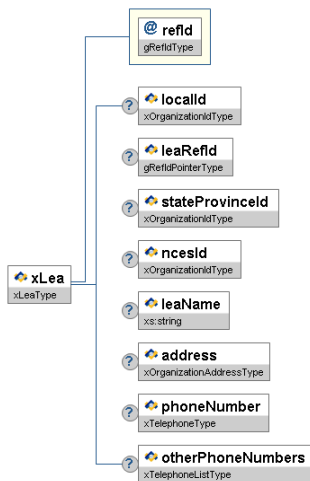 @ refId
gRefIdType
? localId
xOrganizationIdType
? leaRefId
gRefIdPointerType
? stateProvinceId
xOrganizationIdType
? ncesId
xOrganizationIdType
xLea
xLeaType
? leaName
xs:string
? address
xOrganizationAddressType
? phoneNumber
xTelephoneType
? otherPhoneNumbers
xTelephoneListType